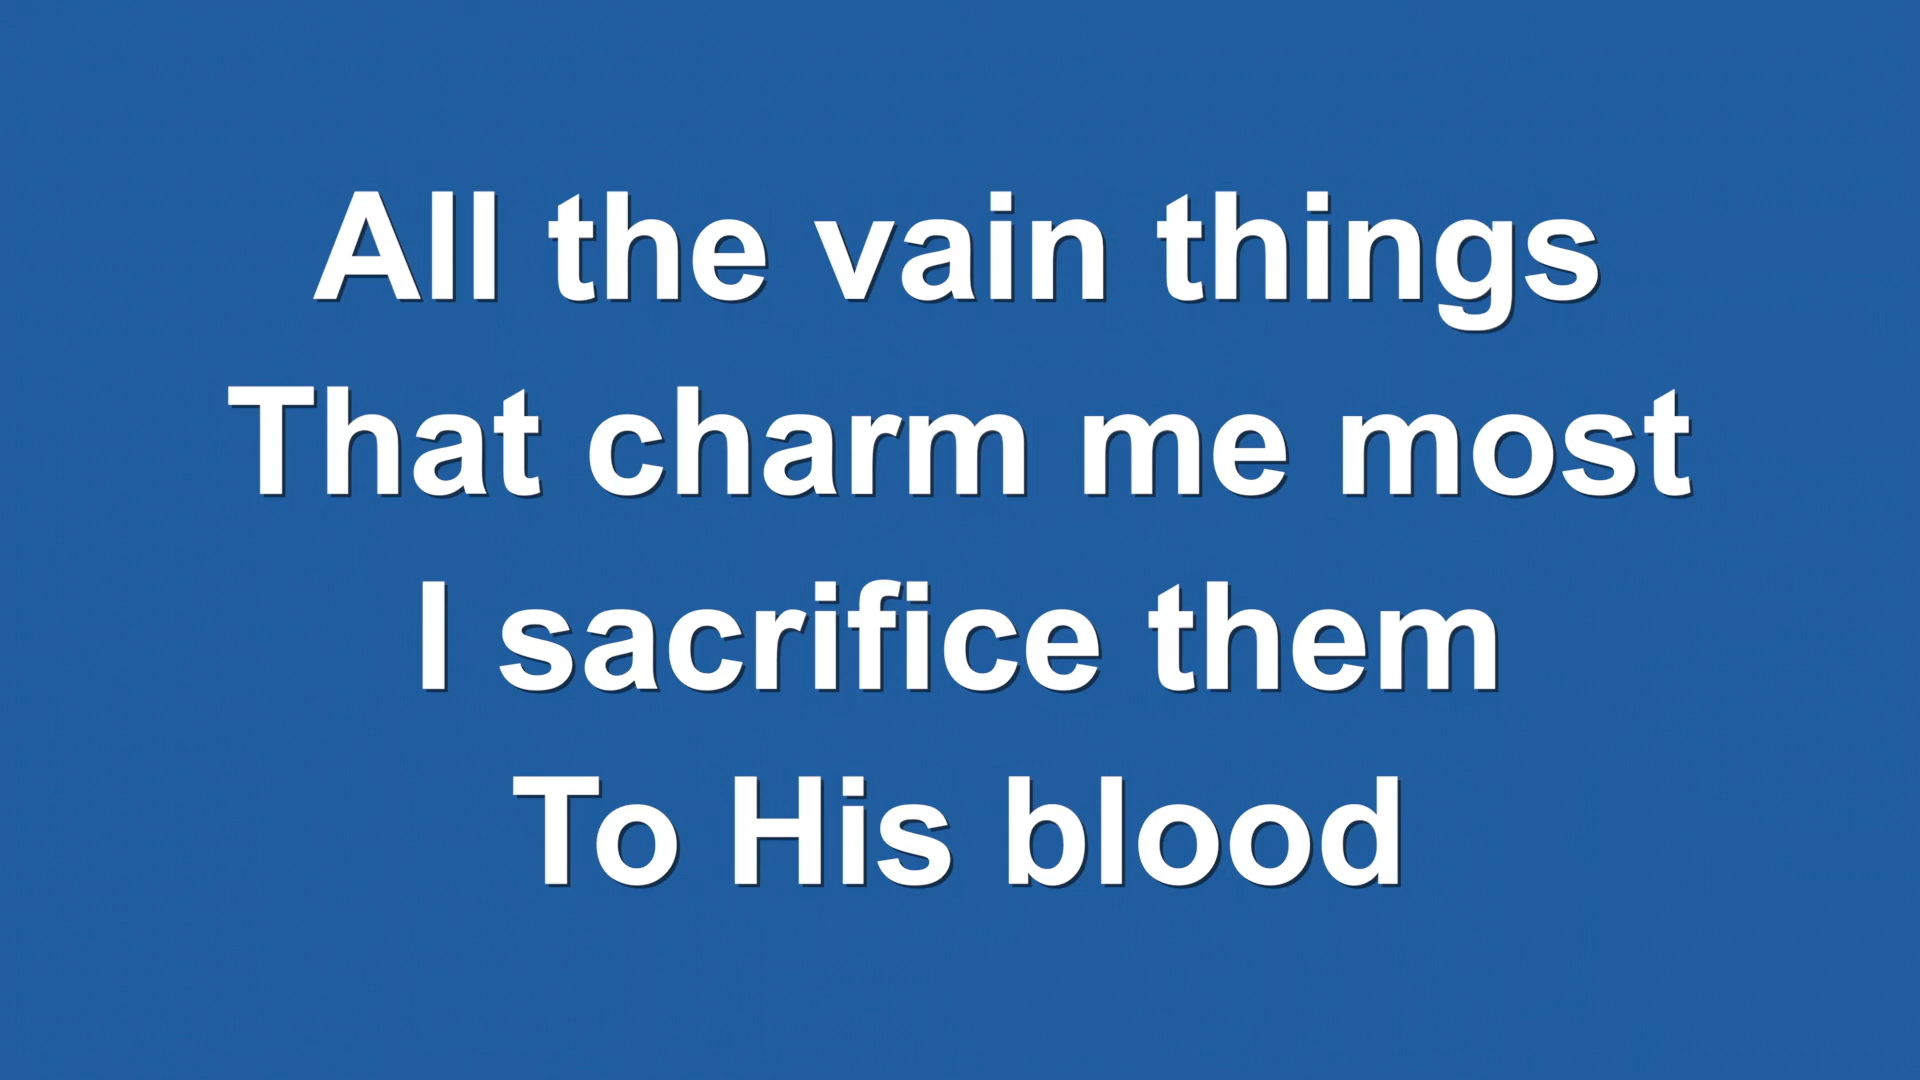 All the vain things
That charm me most
I sacrifice them
To His blood